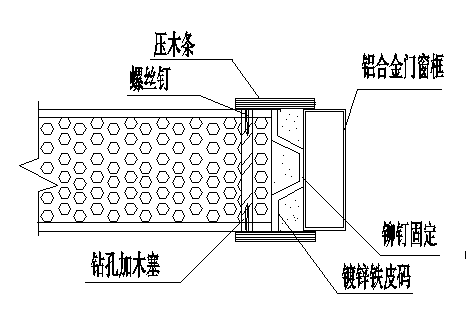 压木条
螺丝钉
铝合金门窗框
铆钉固定
钻孔加木塞
镀锌铁皮码